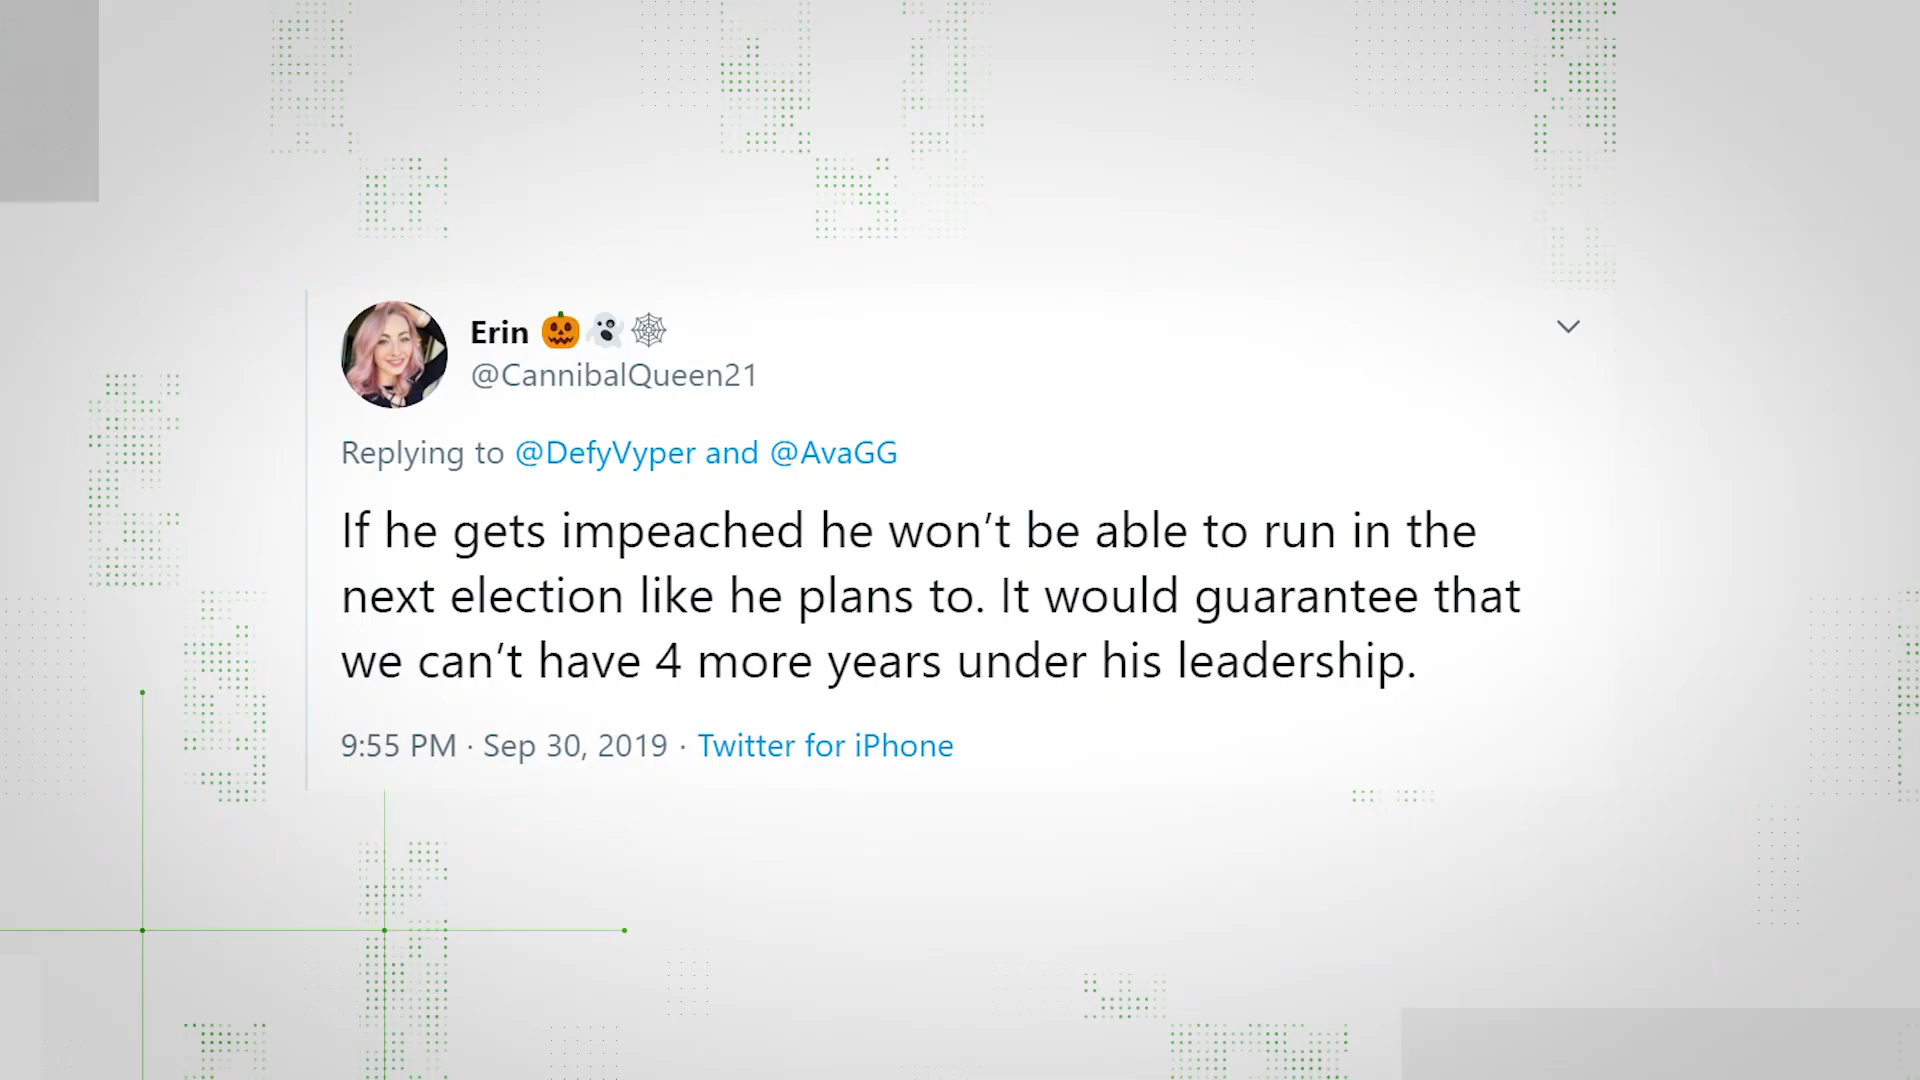 Erin 🎃👻🕸
@CannibalQueen21
Replying to @DefyVyper and @AvaGG
If he gets impeached he won’t be able to run in the
next election like he plans to. It would guarantee that
we can’t have 4 more years under his leadership.
9:55 PM · Sep 30, 2019 · Twitter for iPhone